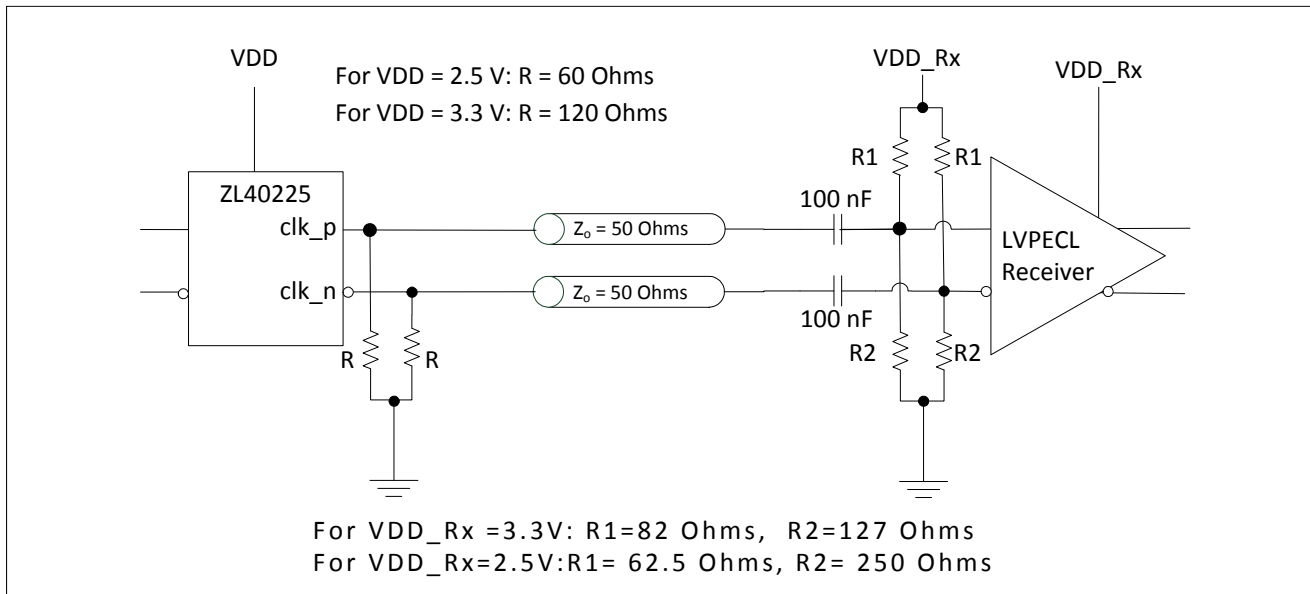 VDD
For VDD = 2.5 V: R = 60 Ohms
For VDD = 3.3 V: R = 120 Ohms
VDD_Rx
VDD_Rx
R1
R1
ZL40225
100 nF
clk_p
Zo = 50 Ohms
LVPECL
Receiver
clk_n
Zo = 50 Ohms
100 nF
R
R
R2
R2
For VDD_Rx =3.3V: R1=82 Ohms, R2=127 Ohms
For VDD_Rx=2.5V:R1= 62.5 Ohms, R2= 250 Ohms